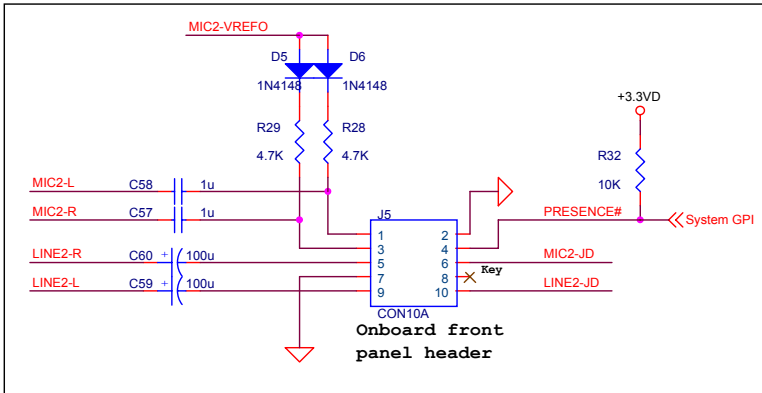 MIC2-VREFO
D5 D6
1N4148 1N4148
+3.3VD
R29 R28
4.7K 4.7K
R32
10K
MIC2-L C58 1u
MIC2-R C57 1u
J5
PRESENCE# System GPI
1 2
3 4
LINE2-R C60 + 100u 5 6 MIC2-JD
7 8 Key
LINE2-L C59 + 100u 9 10 LINE2-JD
CON10A
Onboard front
panel header